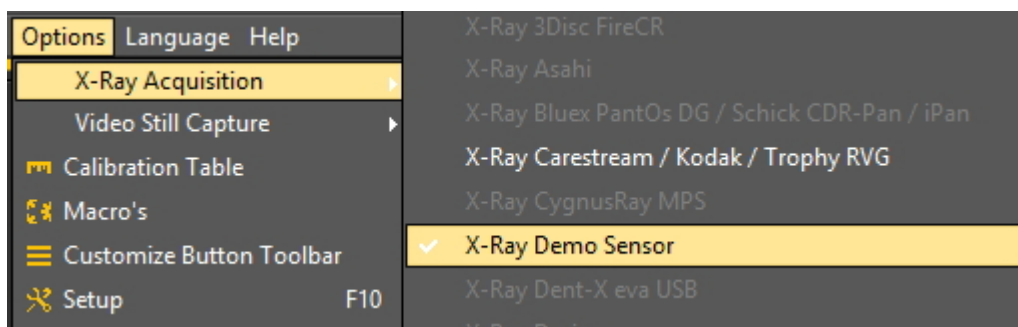 Options Language Help
X-Ray Acquisition
Video Still Capture
Calibration Table
Macro's
Customize Button Toolbar
Setup F10
X-Ray 3Disc FireCR
X-Ray Asahi
X-Ray Bluex PantOs DG / Schick CDR-Pan / iPan
X-Ray Carestream / Kodak / Trophy RVG
X-Ray CygnusRay MPS
X-Ray Demo Sensor
X-Ray Dent-X eva USB